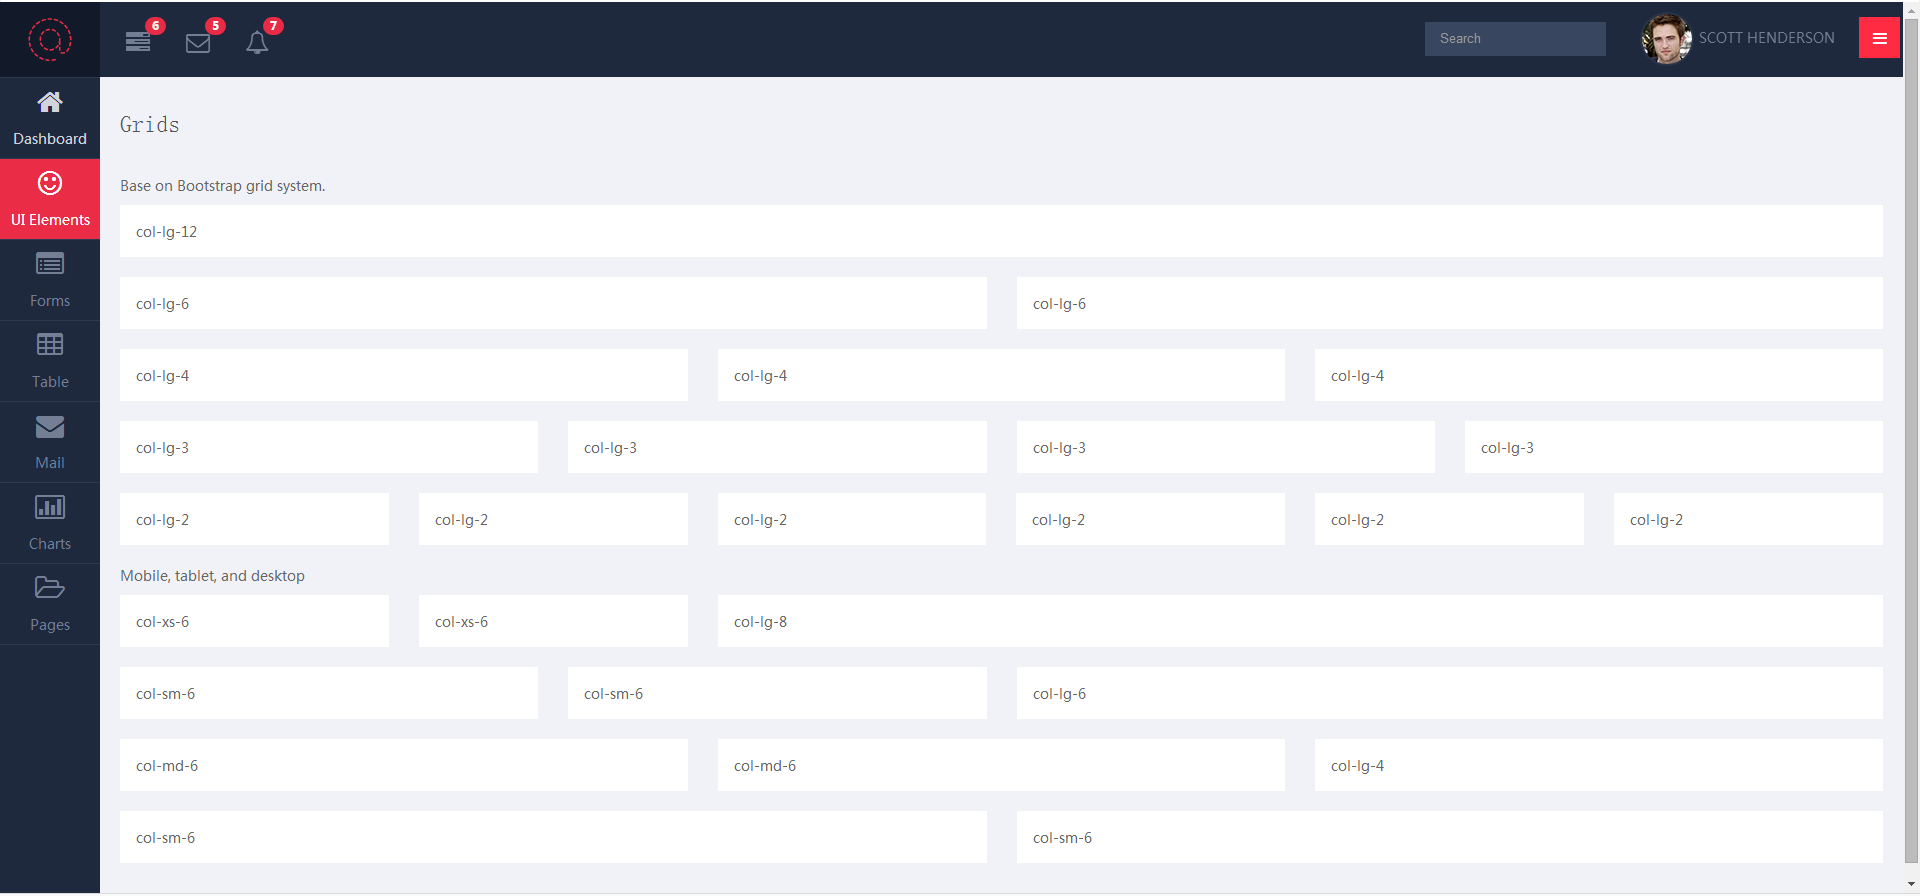 6 5 7 Search SCOTT HENDERSON
Dashboard
UI Elements
Forms
Table
Mail
Charts
Pages
Grids
Base on Bootstrap grid system.
col-lg-12
col-lg-6 col-lg-6
col-lg-4 col-lg-4 col-lg-4
col-lg-3 col-lg-3 col-lg-3 col-lg-3
col-lg-2 col-lg-2 col-lg-2 col-lg-2 col-lg-2 col-lg-2
Mobile, tablet, and desktop
col-xs-6 col-xs-6 col-lg-8
col-sm-6 col-sm-6 col-lg-6
col-md-6 col-md-6 col-lg-4
col-sm-6 col-sm-6